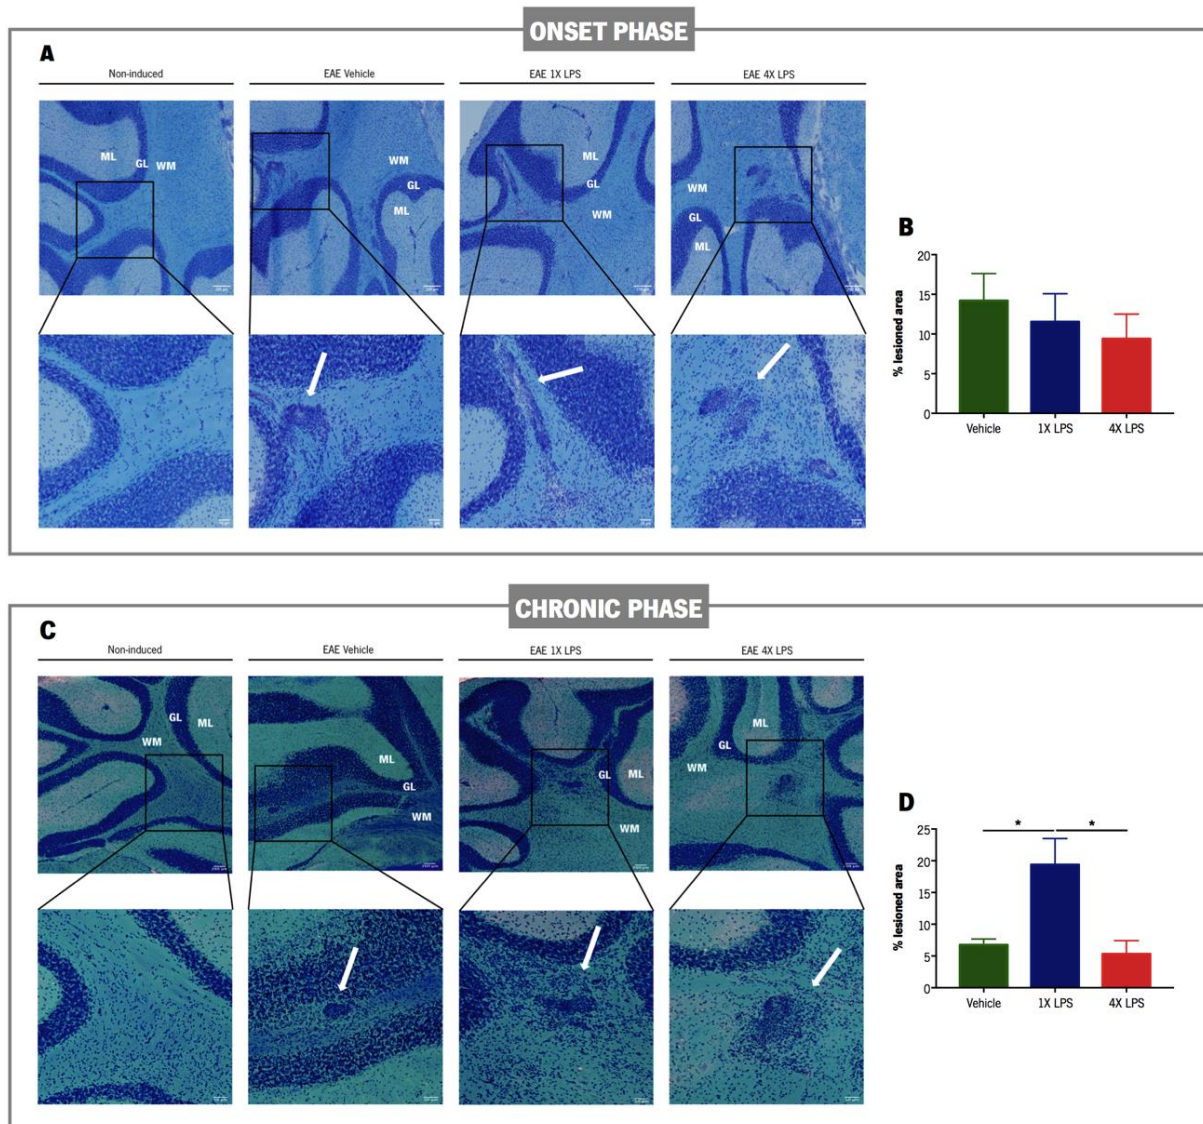 ONSET PHASE
A
Non-induced
EAE Vehicle
EAE 1X LPS
EAE 4X LPS
ML
GL
WM
WM
GL
ML
ML
GL
WM
WM
GL
ML
B
% lesioned area
20
15
10
5
0
Vehicle
1X LPS
4X LPS
CHRONIC PHASE
C
Non-induced
EAE Vehicle
EAE 1X LPS
EAE 4X LPS
GL
ML
WM
ML
GL
WM
GL
ML
WM
ML
GL
WM
D
% lesioned area
25
20
15
10
5
0
*
*
Vehicle
1X LPS
4X LPS